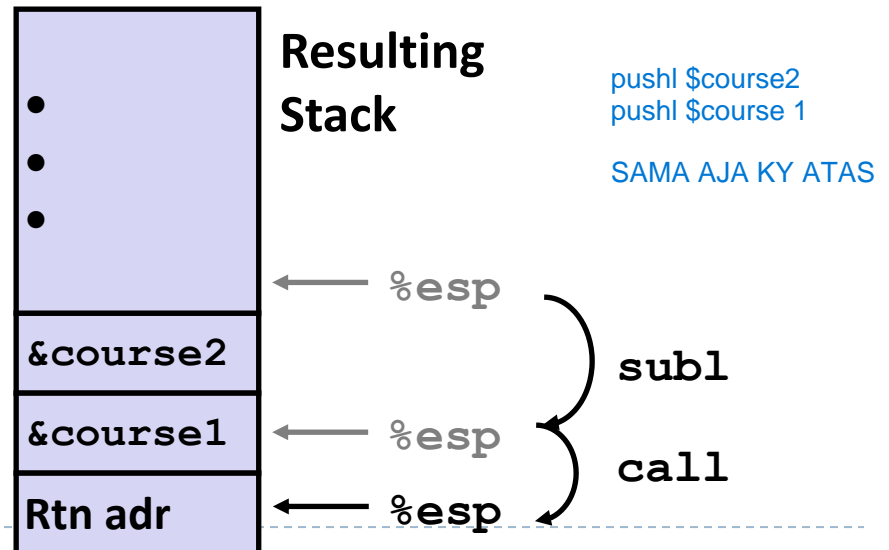 Resulting
Stack
pushl $course2
pushl $course 1
SAMA AJA KY ATAS
•
•
•
%esp
&course2
subl
&course1
%esp
call
Rtn adr
%esp